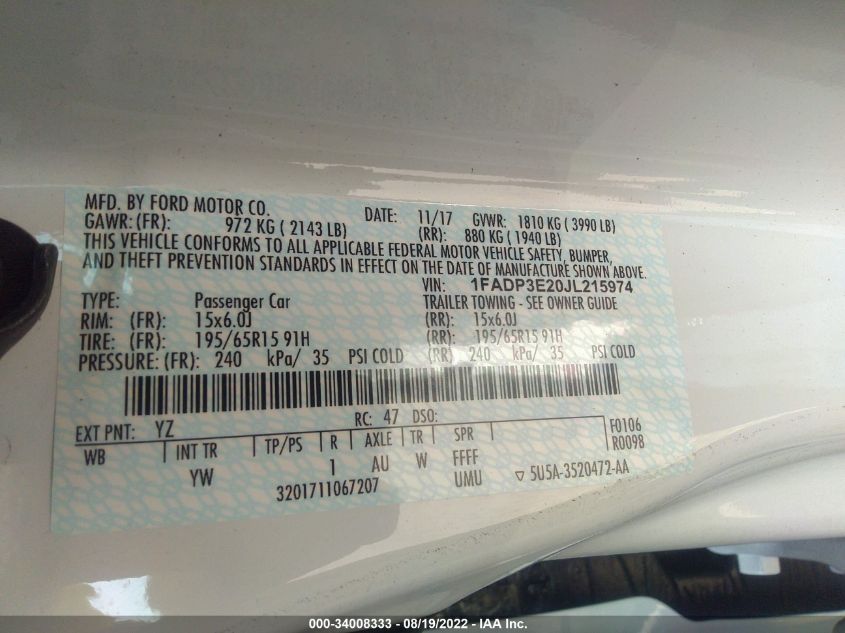 MFD. BY FORD MOTOR CO. DATE: 11/17 GVWR: 1810 KG ( 3990 LB)
GAWR: (FR): 972 KG ( 2143 LB) (RR): 880 KG ( 1940 LB)
THIS VEHICLE CONFORMS TO ALL APPLICABLE FEDERAL MOTOR VEHICLE SAFETY, BUMPER,
AND THEFT PREVENTION STANDARDS IN EFFECT ON THE DATE OF MANUFACTURE SHOWN ABOVE.
VIN: 1FADP3E20JL215974
TYPE: Passenger Car TRAILER TOWING - SEE OWNER GUIDE
RIM: (FR): 15x6.0J (RR): 15x6.0J
TIRE: (FR): 195/65R15 91H (RR): 195/65R15 91H
PRESSURE: (FR): 240 kPa/ 35 PSI COLD (RR) 240 kPa/ 35 PSI COLD
EXT PNT: YZ RC: 47 DSO: F0106
WB INT TR TP/PS R AXLE TR SPR R0098
YW 1 AU W FFFF
3201711067207 UMU ▽ 5U5A-3520472-AA
000-34008333 - 08/19/2022 - IAA Inc.